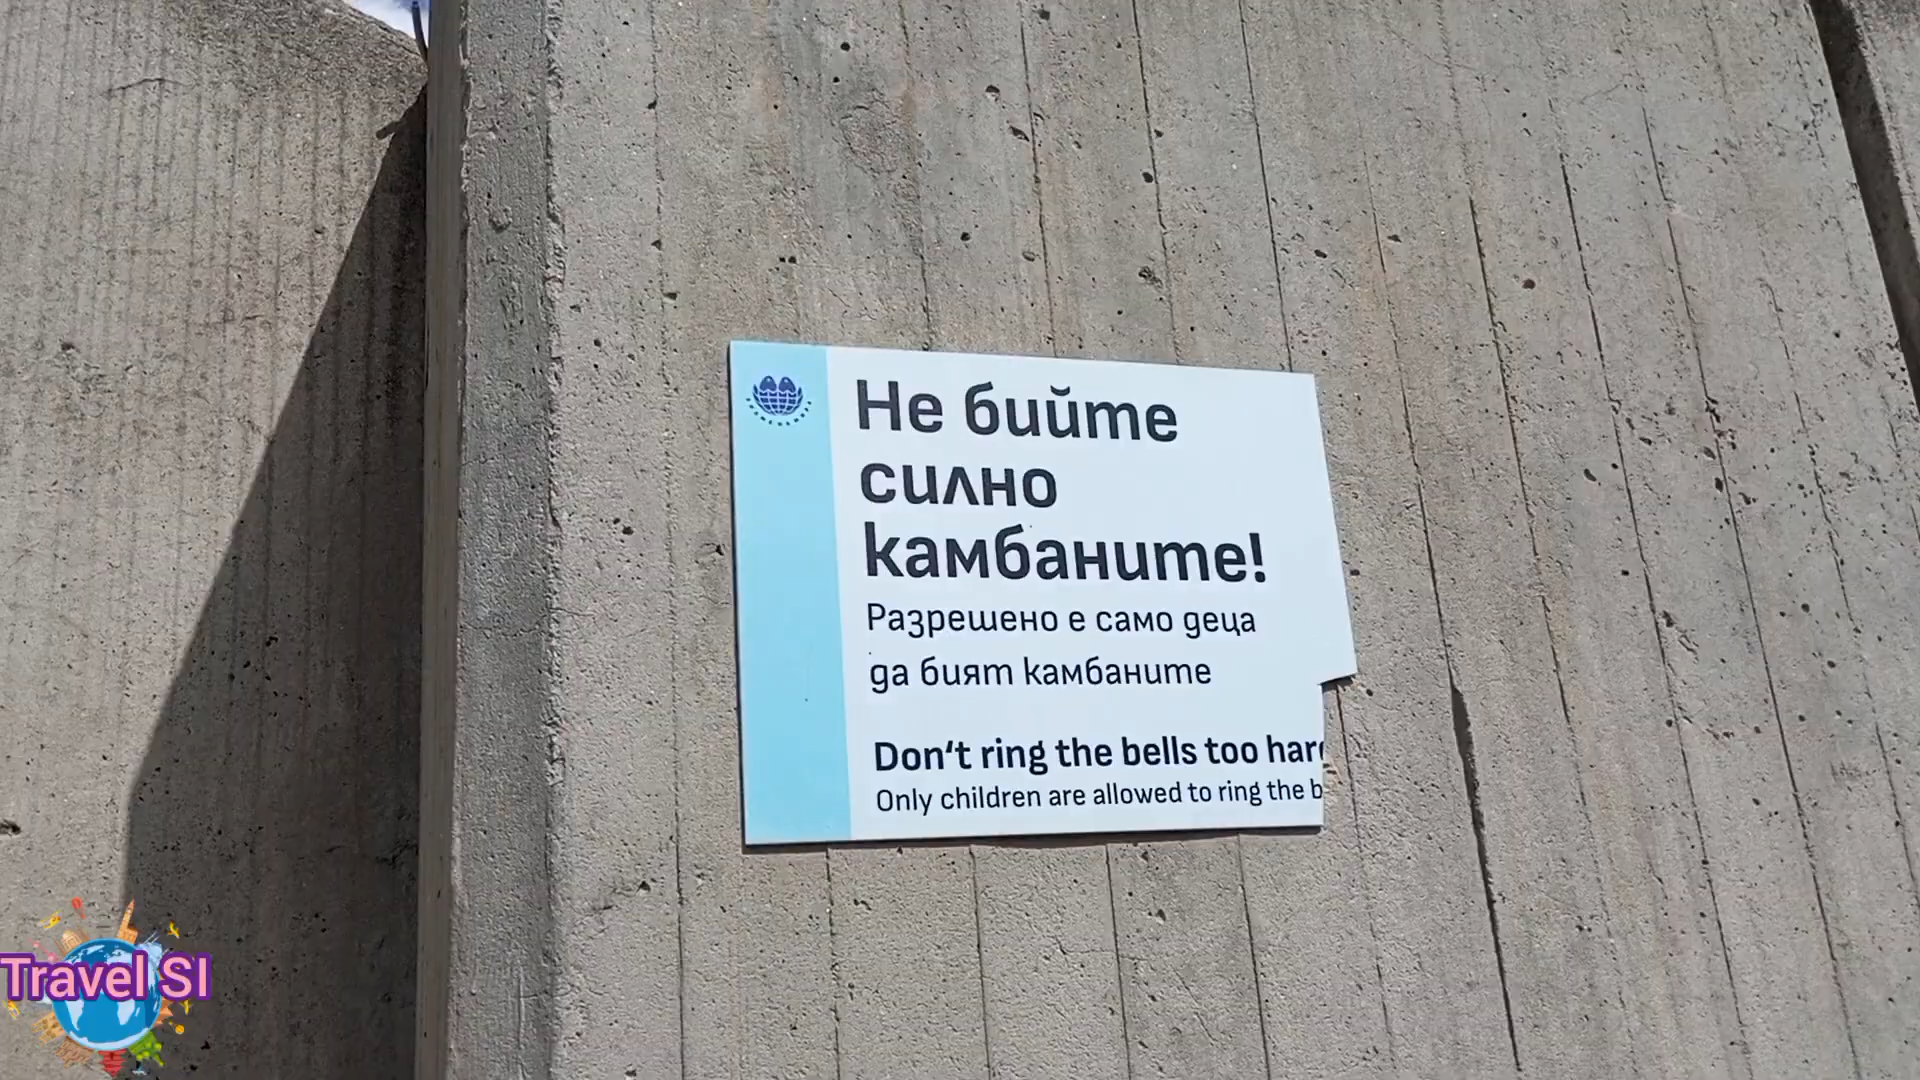 Не бийте
силно
камбаните!
Разрешено е само деца
да бият камбаните
Don‘t ring the bells too hard
Only children are allowed to ring the b
Travel SI